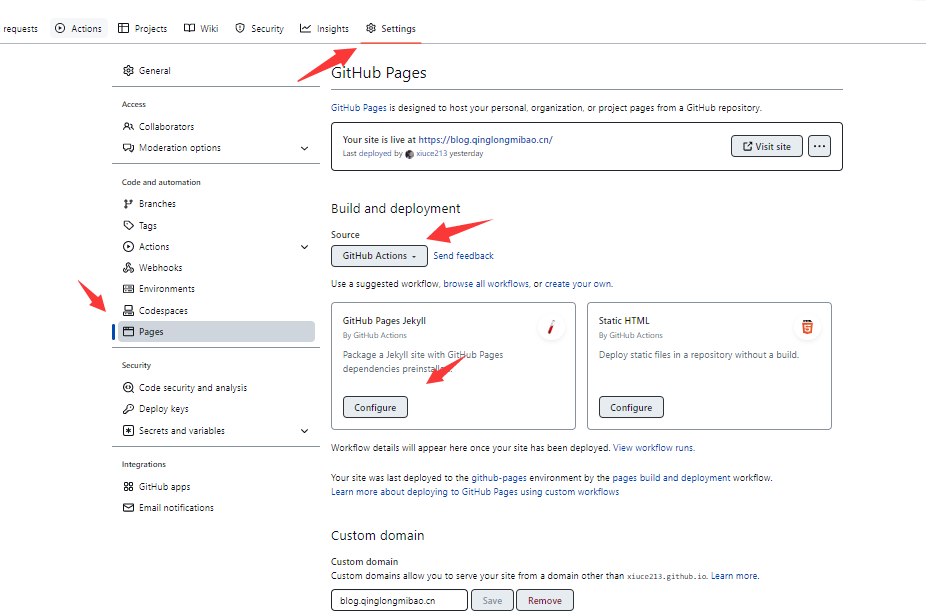 requests Actions Projects Wiki Security Insights Settings
General
Access
Collaborators
Moderation options
Code and automation
Branches
Tags
Actions
Webhooks
Environments
Codespaces
Pages
Security
Code security and analysis
Deploy keys
Secrets and variables
Integrations
GitHub apps
Email notifications
GitHub Pages
GitHub Pages is designed to host your personal, organization, or project pages from a GitHub repository.
Your site is live at https://blog.qinglongmibao.cn/
Last deployed by xiuce213 yesterday
Visit site
Build and deployment
Source
GitHub Actions Send feedback
Use a suggested workflow, browse all workflows, or create your own.
GitHub Pages Jekyll
By GitHub Actions
Package a Jekyll site with GitHub Pages
dependencies preinstalled.
Configure
Static HTML
By GitHub Actions
Deploy static files in a repository without a build.
Configure
Workflow details will appear here once your site has been deployed. View workflow runs.
Your site was last deployed to the github-pages environment by the pages build and deployment workflow.
Learn more about deploying to GitHub Pages using custom workflows
Custom domain
Custom domain
Custom domains allow you to serve your site from a domain other than xiuce213.github.io. Learn more.
blog.qinglongmibao.cn Save Remove